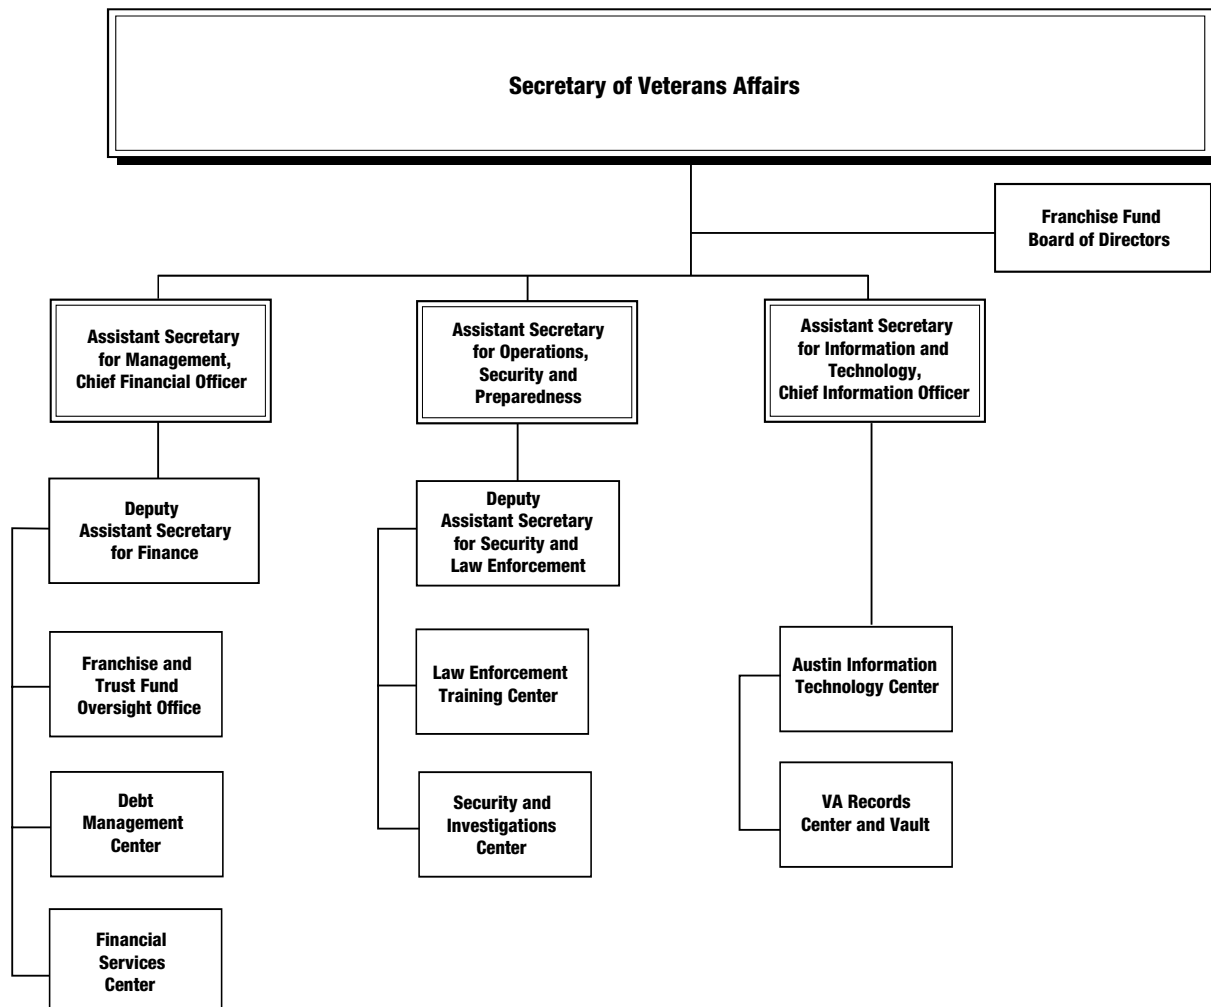 Secretary of Veterans Affairs
Franchise Fund
Board of Directors
Assistant Secretary
for Management,
Chief Financial Officer
Assistant Secretary
for Operations,
Security and
Preparedness
Assistant Secretary
for Information and
Technology,
Chief Information Officer
Deputy
Assistant Secretary
for Finance
Deputy
Assistant Secretary
for Security and
Law Enforcement
Franchise and
Trust Fund
Oversight Office
Law Enforcement
Training Center
Austin Information
Technology Center
Debt
Management
Center
Security and
Investigations
Center
VA Records
Center and Vault
Financial
Services
Center